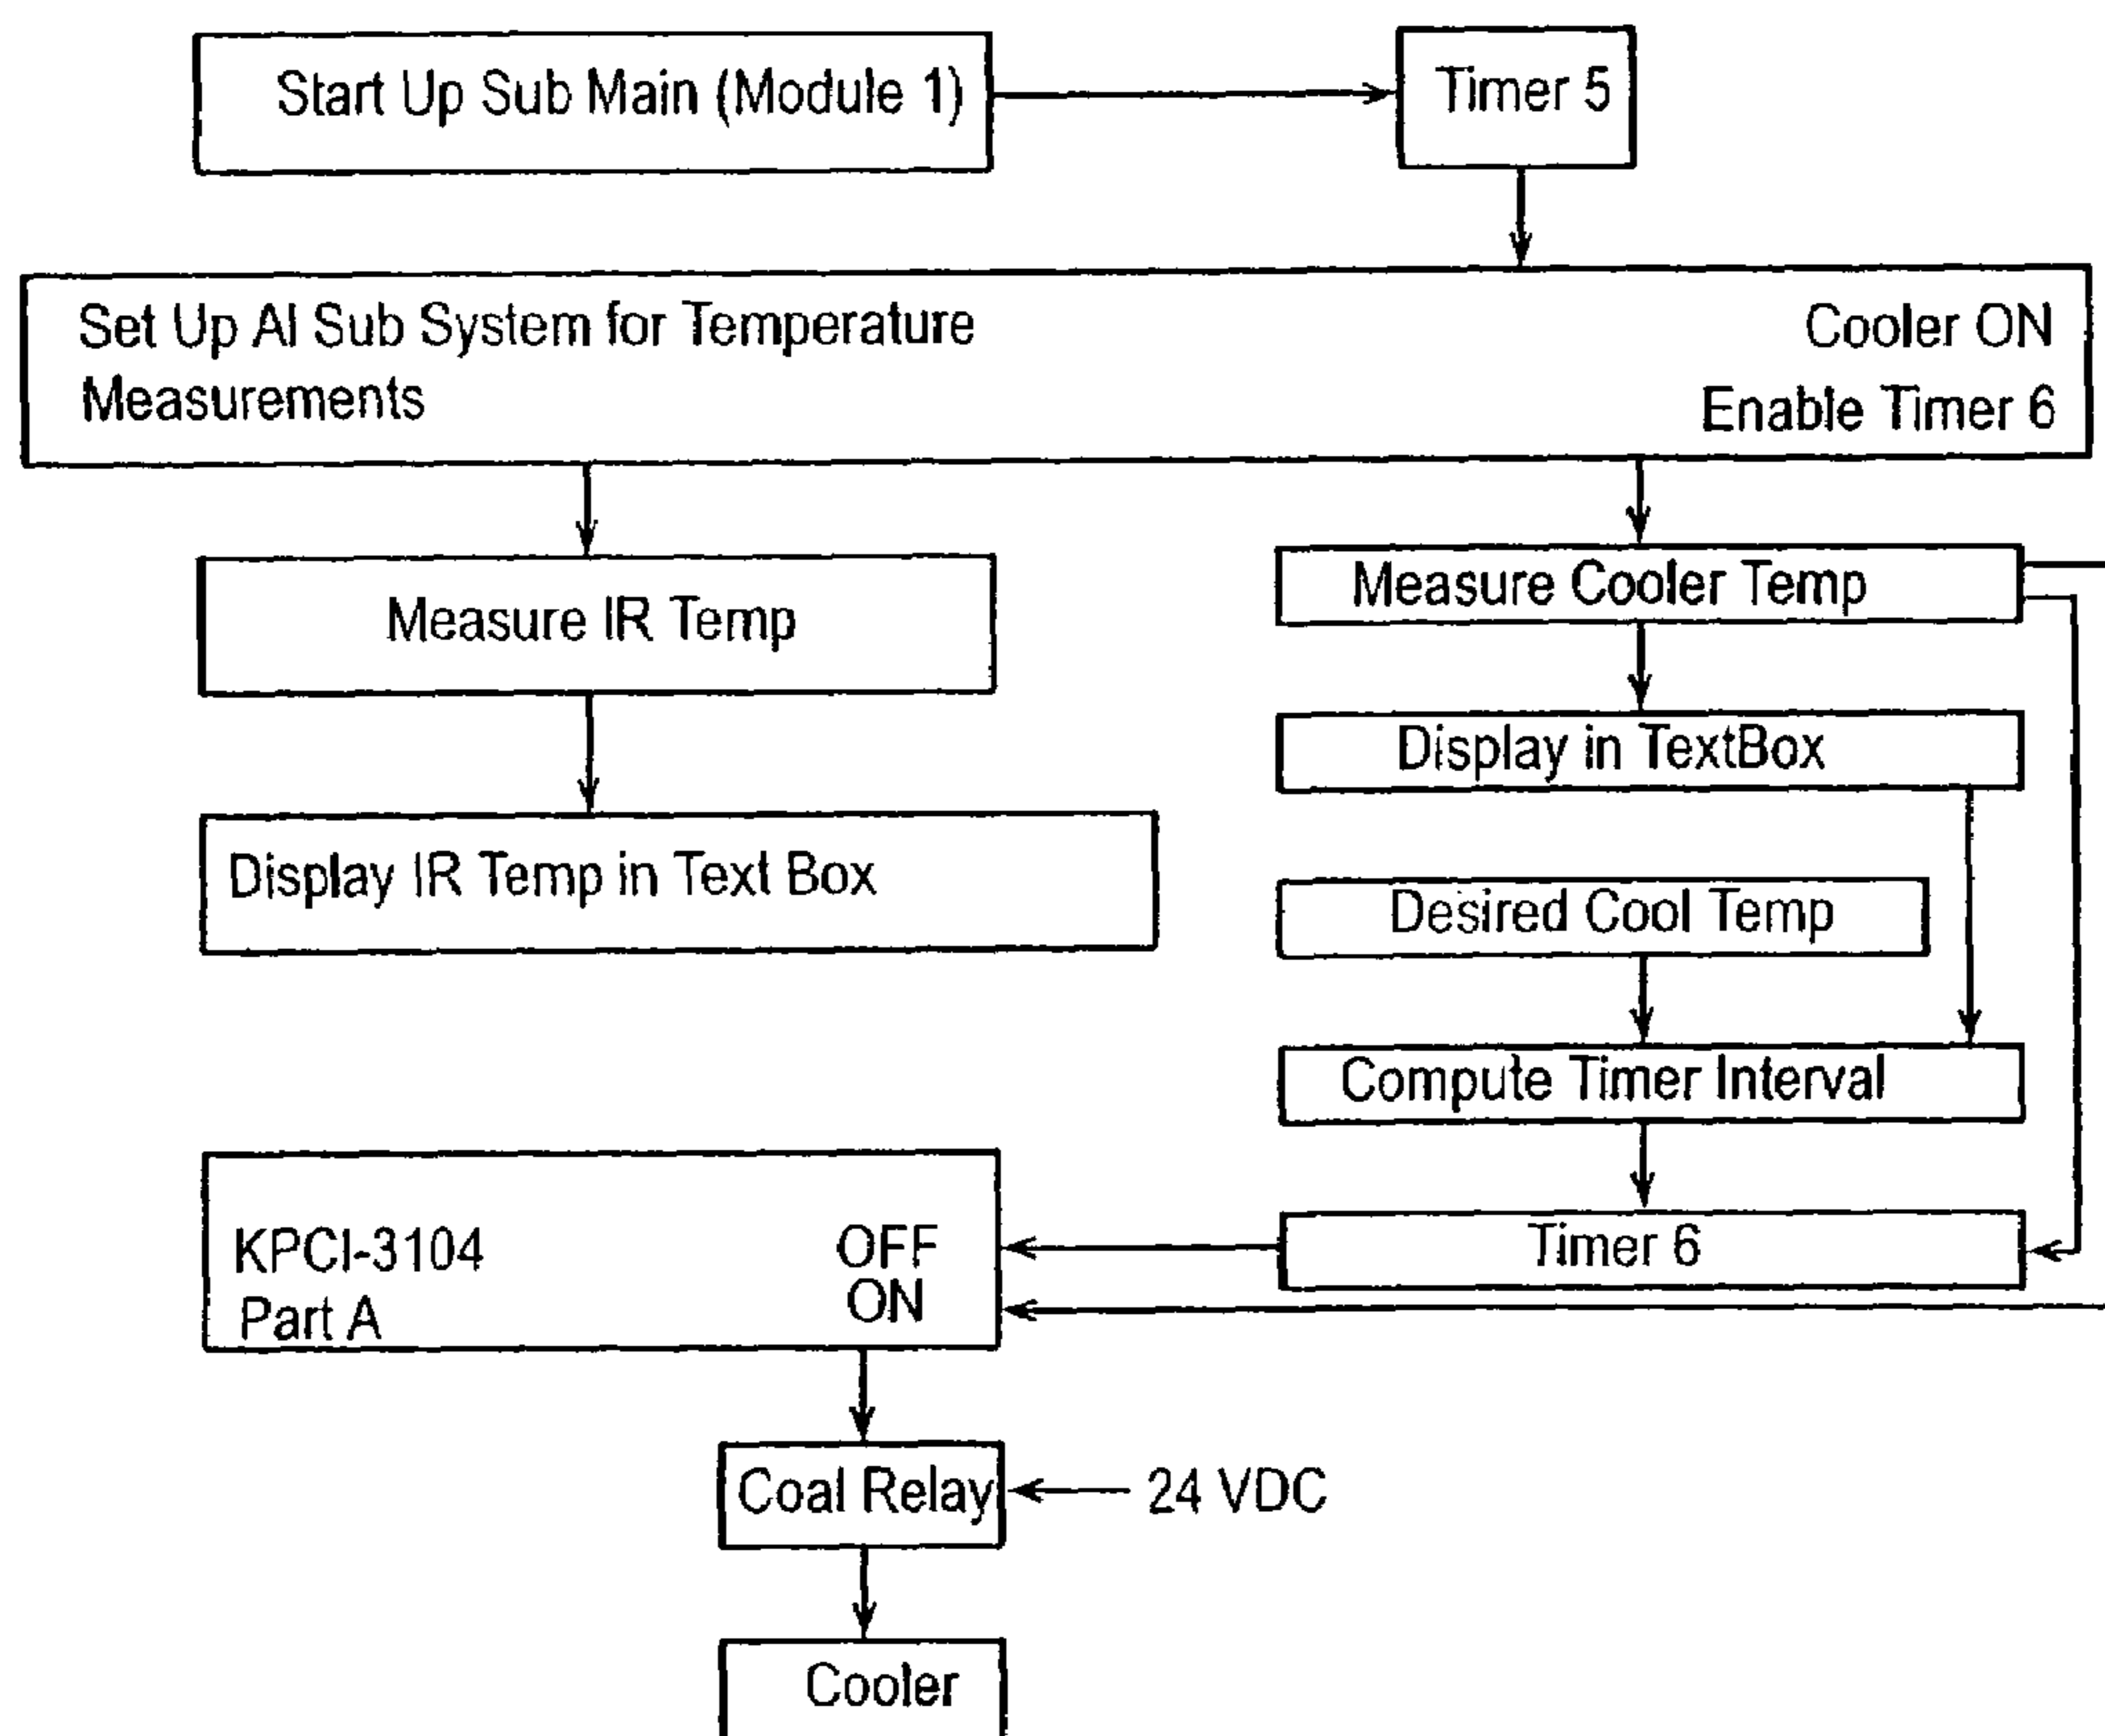 Start Up Sub Main (Module 1)
Timer 5
Set Up AI Sub System for Temperature
Measurements
Cooler ON
Enable Timer 6
Measure IR Temp
Display IR Temp in Text Box
Measure Cooler Temp
Display in TextBox
Desired Cool Temp
Compute Timer Interval
Timer 6
KPCI-3104
Part A
OFF
ON
Coal Relay
24 VDC
Cooler